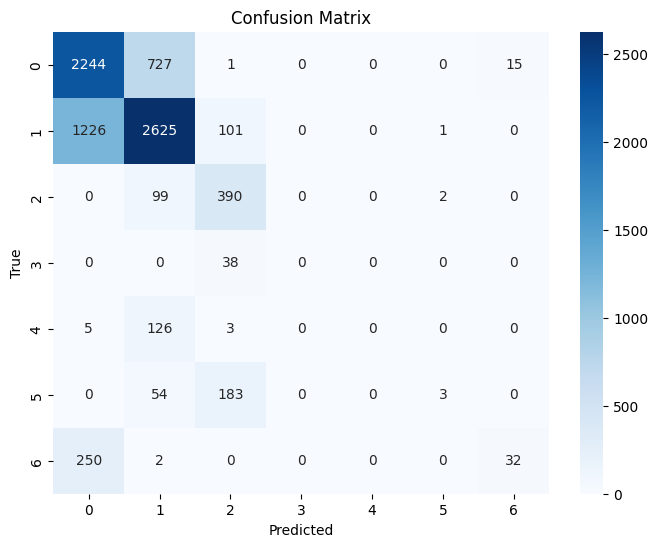 Confusion Matrix
0 2244 727 1 0 0 0 15
1 1226 2625 101 0 0 1 0
2 0 99 390 0 0 2 0
3 0 0 38 0 0 0 0
4 5 126 3 0 0 0 0
5 0 54 183 0 0 3 0
6 250 2 0 0 0 0 32
0 1 2 3 4 5 6
True
Predicted
2500
2000
1500
1000
500
0